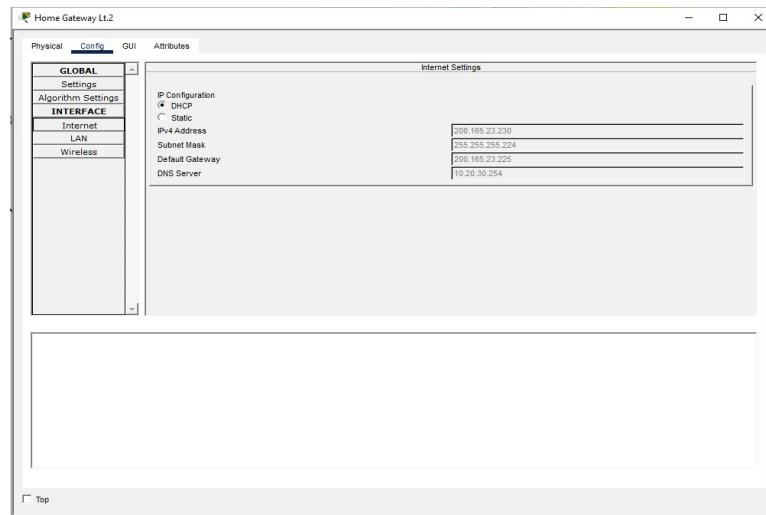 Home Gateway Lt.2
Physical Config GUI Attributes
GLOBAL
Settings
Algorithm Settings
INTERFACE
Internet
LAN
Wireless
Internet Settings
IP Configuration
DHCP
Static
IPv4 Address 200.165.23.230
Subnet Mask 255.255.255.224
Default Gateway 200.165.23.225
DNS Server 10.20.30.254
Top